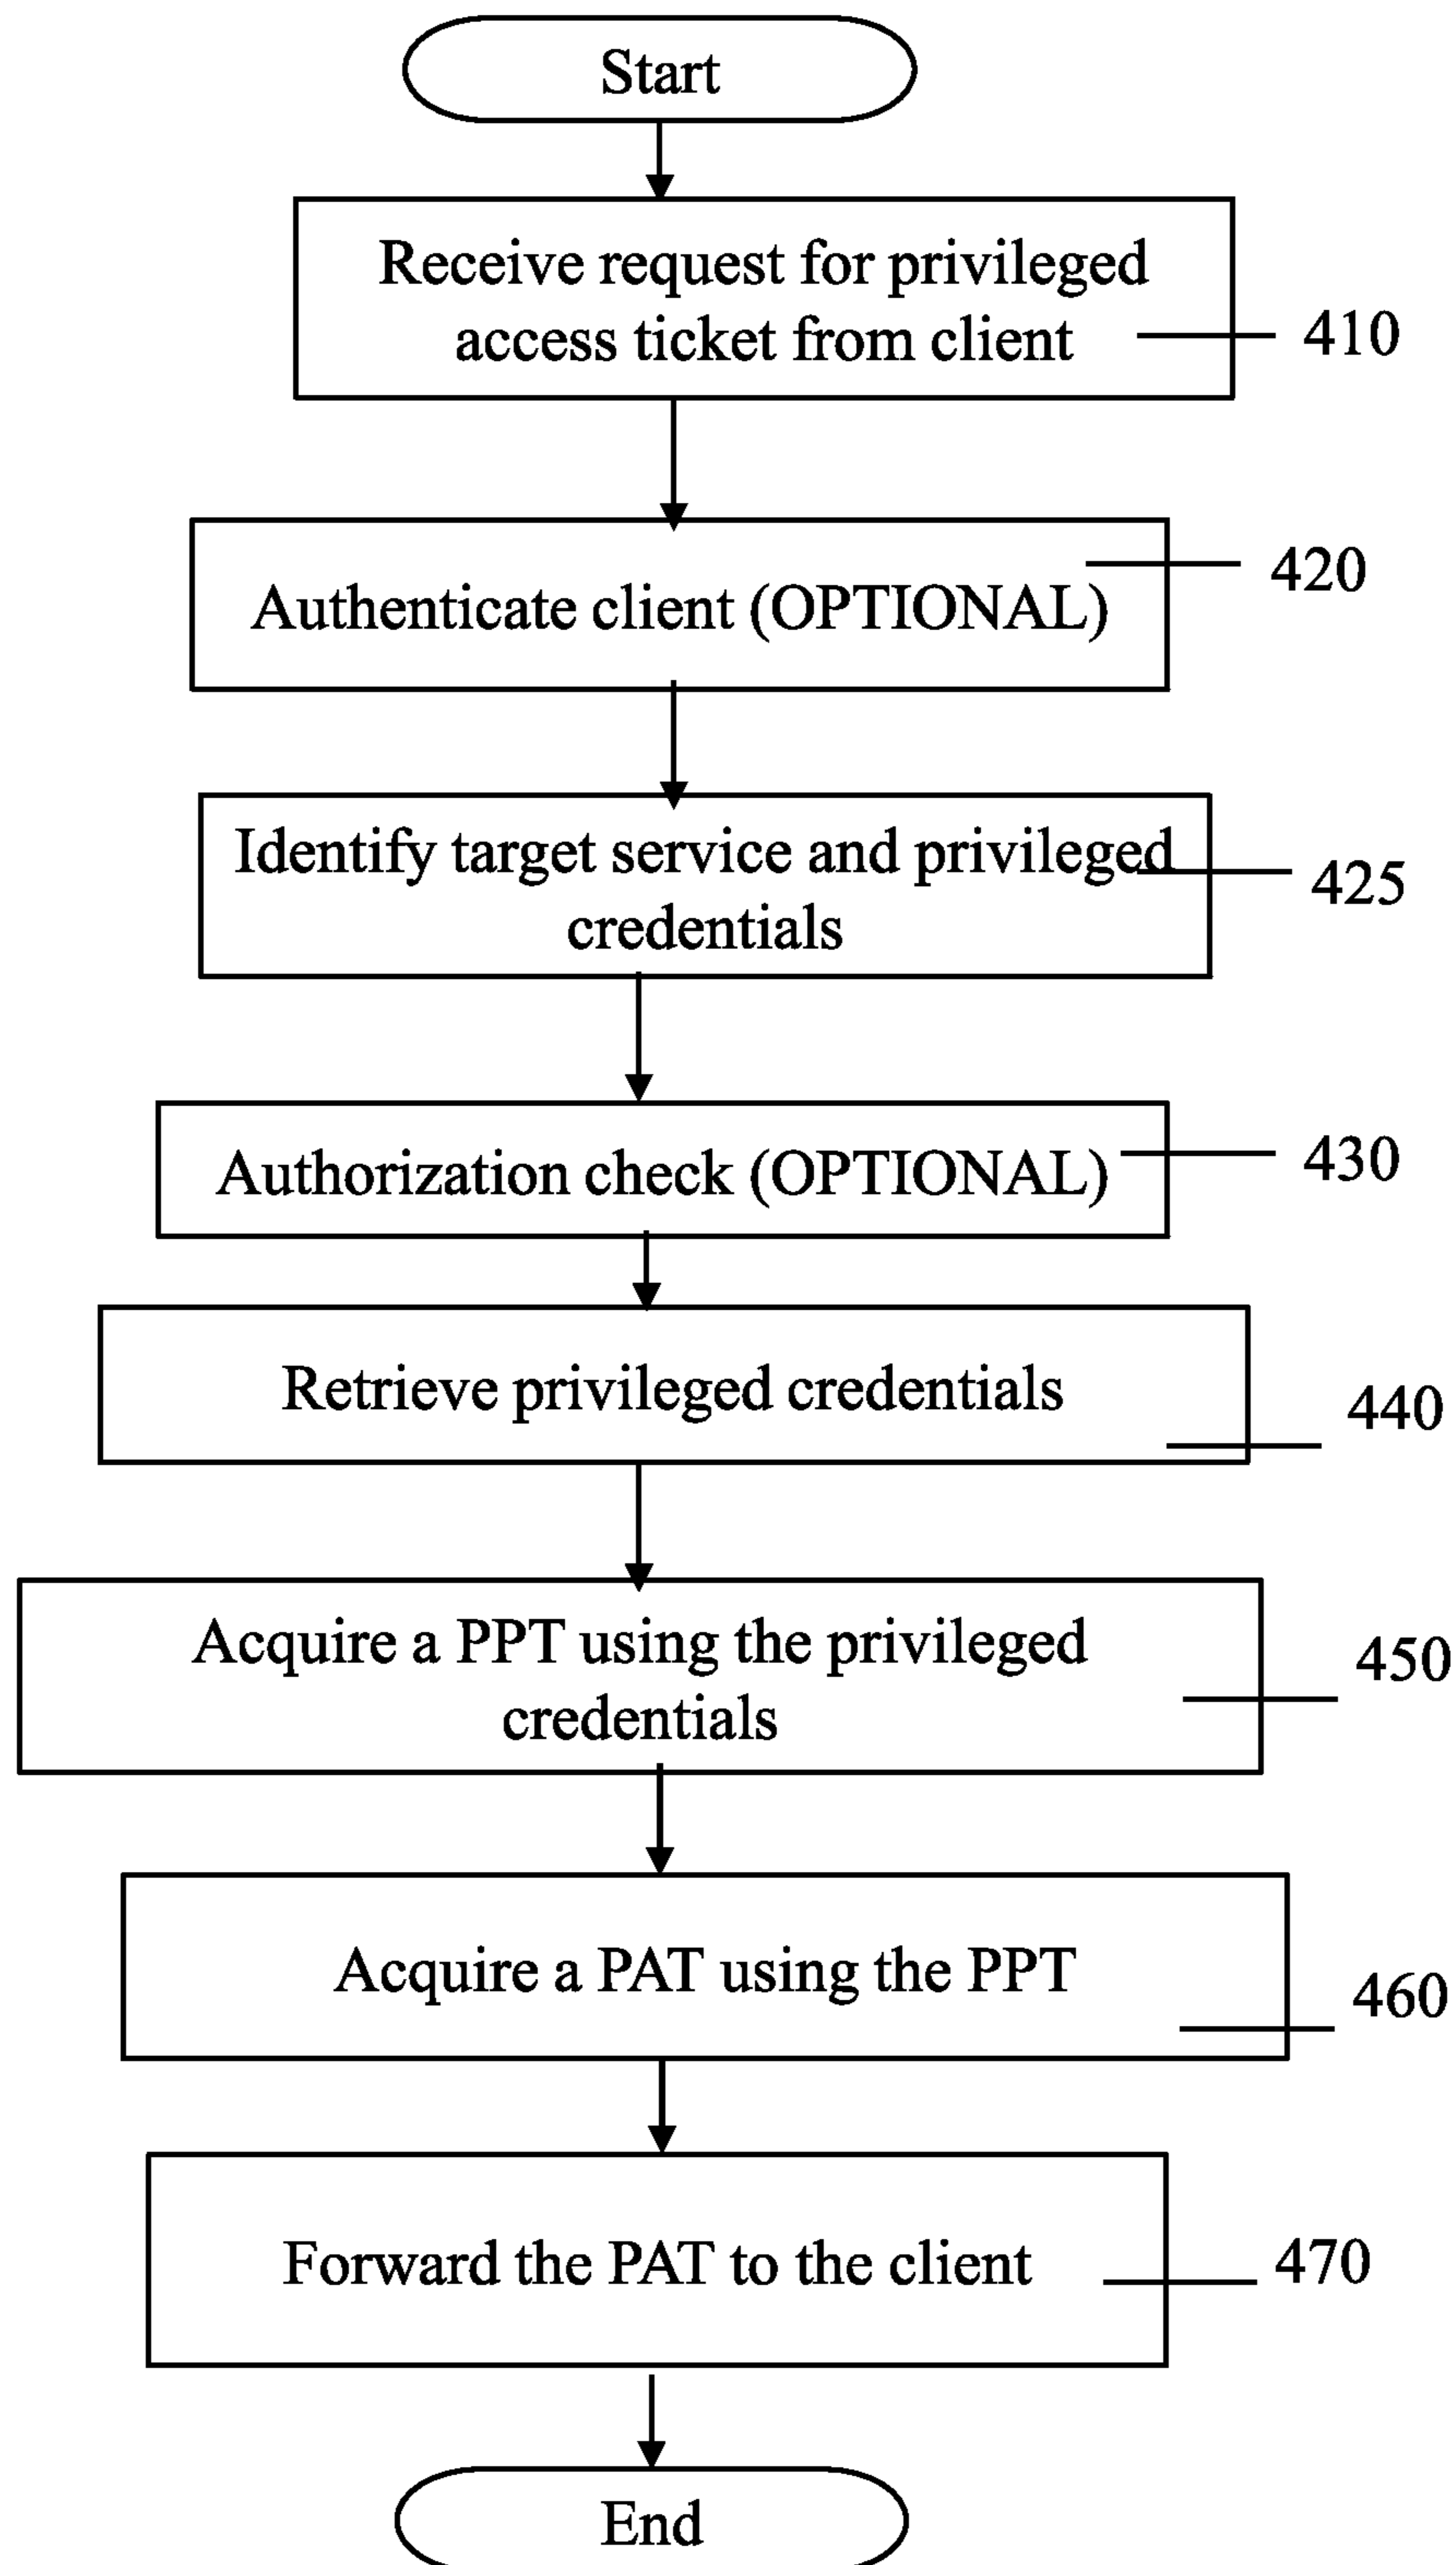 Start
Receive request for privileged
access ticket from client
410
Authenticate client (OPTIONAL)
420
Identify target service and privileged
credentials
425
Authorization check (OPTIONAL)
430
Retrieve privileged credentials
440
Acquire a PPT using the privileged
credentials
450
Acquire a PAT using the PPT
460
Forward the PAT to the client
470
End